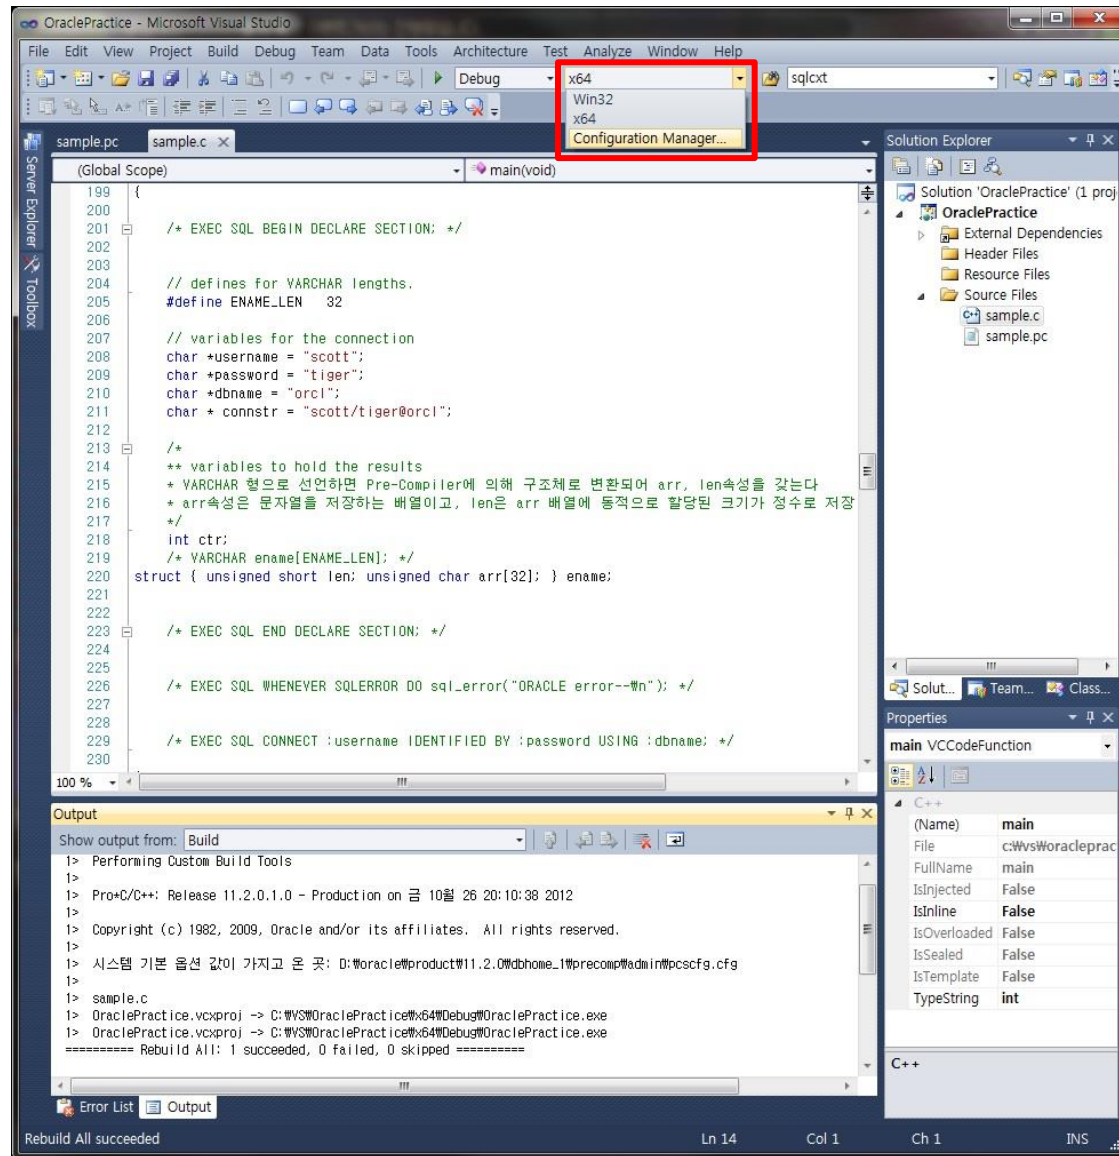 OraclePractice - Microsoft Visual Studio
File Edit View Project Build Debug Team Data Tools Architecture Test Analyze Window Help
Debug x64 sqlcxt
Win32
x64
Configuration Manager...
Server Explorer
Toolbox
sample.pc sample.c
(Global Scope) main(void)
199 {
200
201 /* EXEC SQL BEGIN DECLARE SECTION; */
202
203
204 // defines for VARCHAR lengths.
205 #define ENAME_LEN 32
206
207 // variables for the connection
208 char *username = "scott";
209 char *password = "tiger";
210 char *dbname = "orcl";
211 char * connstr = "scott/tiger@orcl";
212
213 /*
214 ** variables to hold the results
215 * VARCHAR 형으로 선언하면 Pre-Compiler에 의해 구조체로 변환되어 arr, len속성을 갖는다
216 * arr속성은 문자열을 저장하는 배열이고, len은 arr 배열에 동적으로 할당된 크기가 정수로 저장
217 */
218 int ctr;
219 /* VARCHAR ename[ENAME_LEN]; */
220 struct { unsigned short len; unsigned char arr[32]; } ename;
221
222
223 /* EXEC SQL END DECLARE SECTION; */
224
225
226 /* EXEC SQL WHENEVER SQLERROR DO sql_error("ORACLE error--₩n"); */
227
228
229 /* EXEC SQL CONNECT :username IDENTIFIED BY :password USING :dbname; */
230
100 %
Solution Explorer
Solution 'OraclePractice' (1 proj
OraclePractice
External Dependencies
Header Files
Resource Files
Source Files
sample.c
sample.pc
Solut... Team... Class...
Properties
main VCCodeFunction
C++
(Name) main
File c:₩vs₩oracleprac
FullName main
IsInjected False
IsInline False
IsOverloaded False
IsSealed False
IsTemplate False
TypeString int
C++
Output
Show output from: Build
1> Performing Custom Build Tools
1>
1> Pro*C/C++: Release 11.2.0.1.0 - Production on 금 10월 26 20:10:38 2012
1>
1> Copyright (c) 1982, 2009, Oracle and/or its affiliates. All rights reserved.
1>
1> 시스템 기본 옵션 값이 가지고 온 곳: D:₩oracle₩product₩11.2.0₩dbhome_1₩precomp₩admin₩pcscfg.cfg
1>
1> sample.c
1> OraclePractice.vcxproj -> C:₩VS₩OraclePractice₩x64₩Debug₩OraclePractice.exe
1> OraclePractice.vcxproj -> C:₩VS₩OraclePractice₩x64₩Debug₩OraclePractice.exe
========== Rebuild All: 1 succeeded, 0 failed, 0 skipped ==========
Error List Output
Rebuild All succeeded Ln 14 Col 1 Ch 1 INS